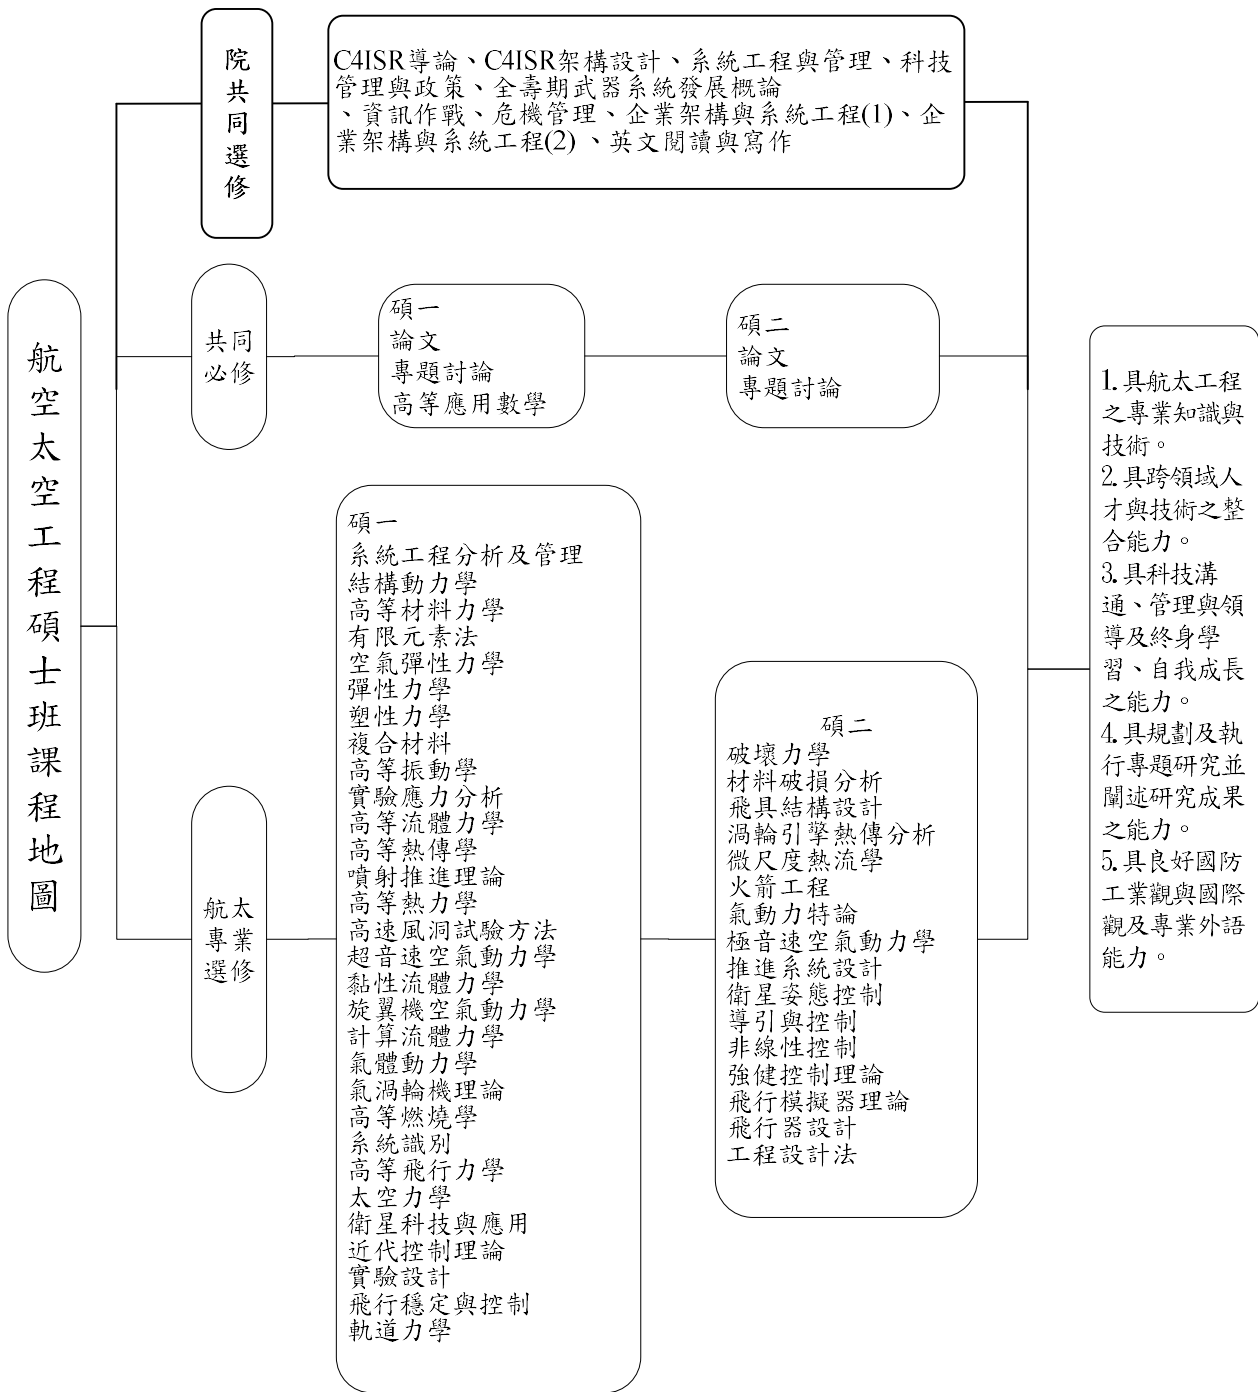 航空太空工程碩士班課程地圖
院共同選修
C4ISR導論、C4ISR架構設計、系統工程與管理、科技
管理與政策、全壽期武器系統發展概論
、資訊作戰、危機管理、企業架構與系統工程(1)、企
業架構與系統工程(2) 、英文閱讀與寫作
共同
必修
碩一
論文
專題討論
高等應用數學
碩二
論文
專題討論
航太
專業
選修
碩一
系統工程分析及管理
結構動力學
高等材料力學
有限元素法
空氣彈性力學
彈性力學
塑性力學
複合材料
高等振動學
實驗應力分析
高等流體力學
高等熱傳學
噴射推進理論
高等熱力學
高速風洞試驗方法
超音速空氣動力學
黏性流體力學
旋翼機空氣動力學
計算流體力學
氣體動力學
氣渦輪機理論
高等燃燒學
系統識別
高等飛行力學
太空力學
衛星科技與應用
近代控制理論
實驗設計
飛行穩定與控制
軌道力學
碩二
破壞力學
材料破損分析
飛具結構設計
渦輪引擎熱傳分析
微尺度熱流學
火箭工程
氣動力特論
極音速空氣動力學
推進系統設計
衛星姿態控制
導引與控制
非線性控制
強健控制理論
飛行模擬器理論
飛行器設計
工程設計法
1.具航太工程
之專業知識與
技術。
2.具跨領域人
才與技術之整
合能力。
3.具科技溝
通、管理與領
導及終身學
習、自我成長
之能力。
4.具規劃及執
行專題研究並
闡述研究成果
之能力。
5.具良好國防
工業觀與國際
觀及專業外語
能力。